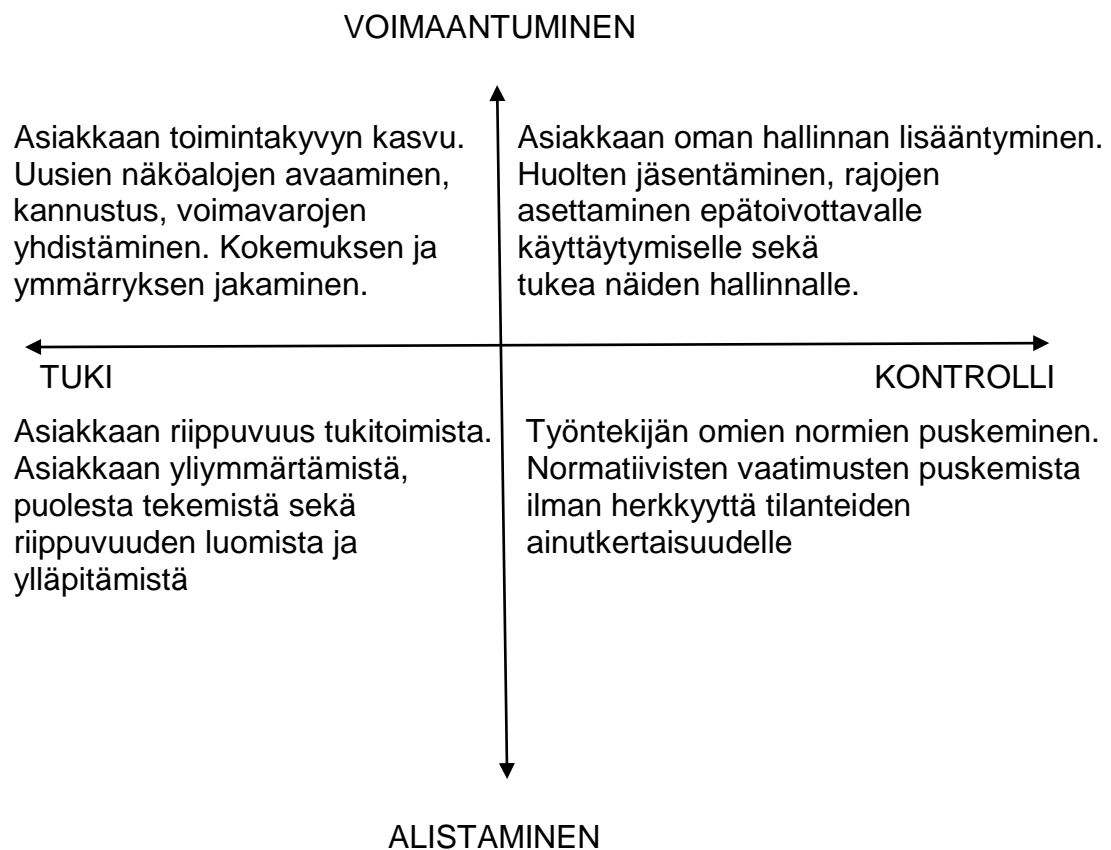 VOIMAANTUMINEN
Asiakkaan toimintakyvyn kasvu.
Uusien näköalojen avaaminen,
kannustus, voimavarojen
yhdistäminen. Kokemuksen ja
ymmärryksen jakaminen.
Asiakkaan oman hallinnan lisääntyminen.
Huolten jäsentäminen, rajojen
asettaminen epätoivottavalle
käyttäytymiselle sekä
tukea näiden hallinnalle.
TUKI
KONTROLLI
Asiakkaan riippuvuus tukitoimista.
Asiakkaan yliymmärtämistä,
puolesta tekemistä sekä
riippuvuuden luomista ja
ylläpitämistä
Työntekijän omien normien puskeminen.
Normatiivisten vaatimusten puskemista
ilman herkkyyttä tilanteiden
ainutkertaisuudelle
ALISTAMINEN